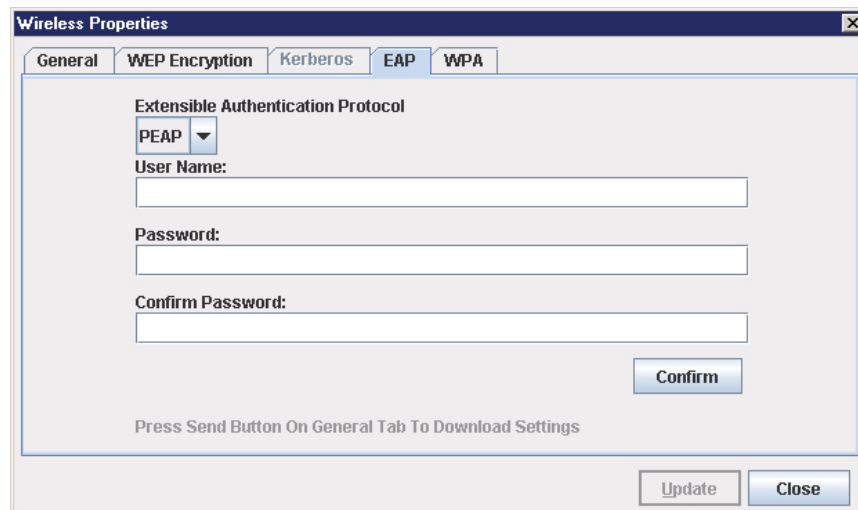 Wireless Properties
General WEP Encryption Kerberos EAP WPA
Extensible Authentication Protocol
PEAP
User Name:
Password:
Confirm Password:
Confirm
Press Send Button On General Tab To Download Settings
Update Close